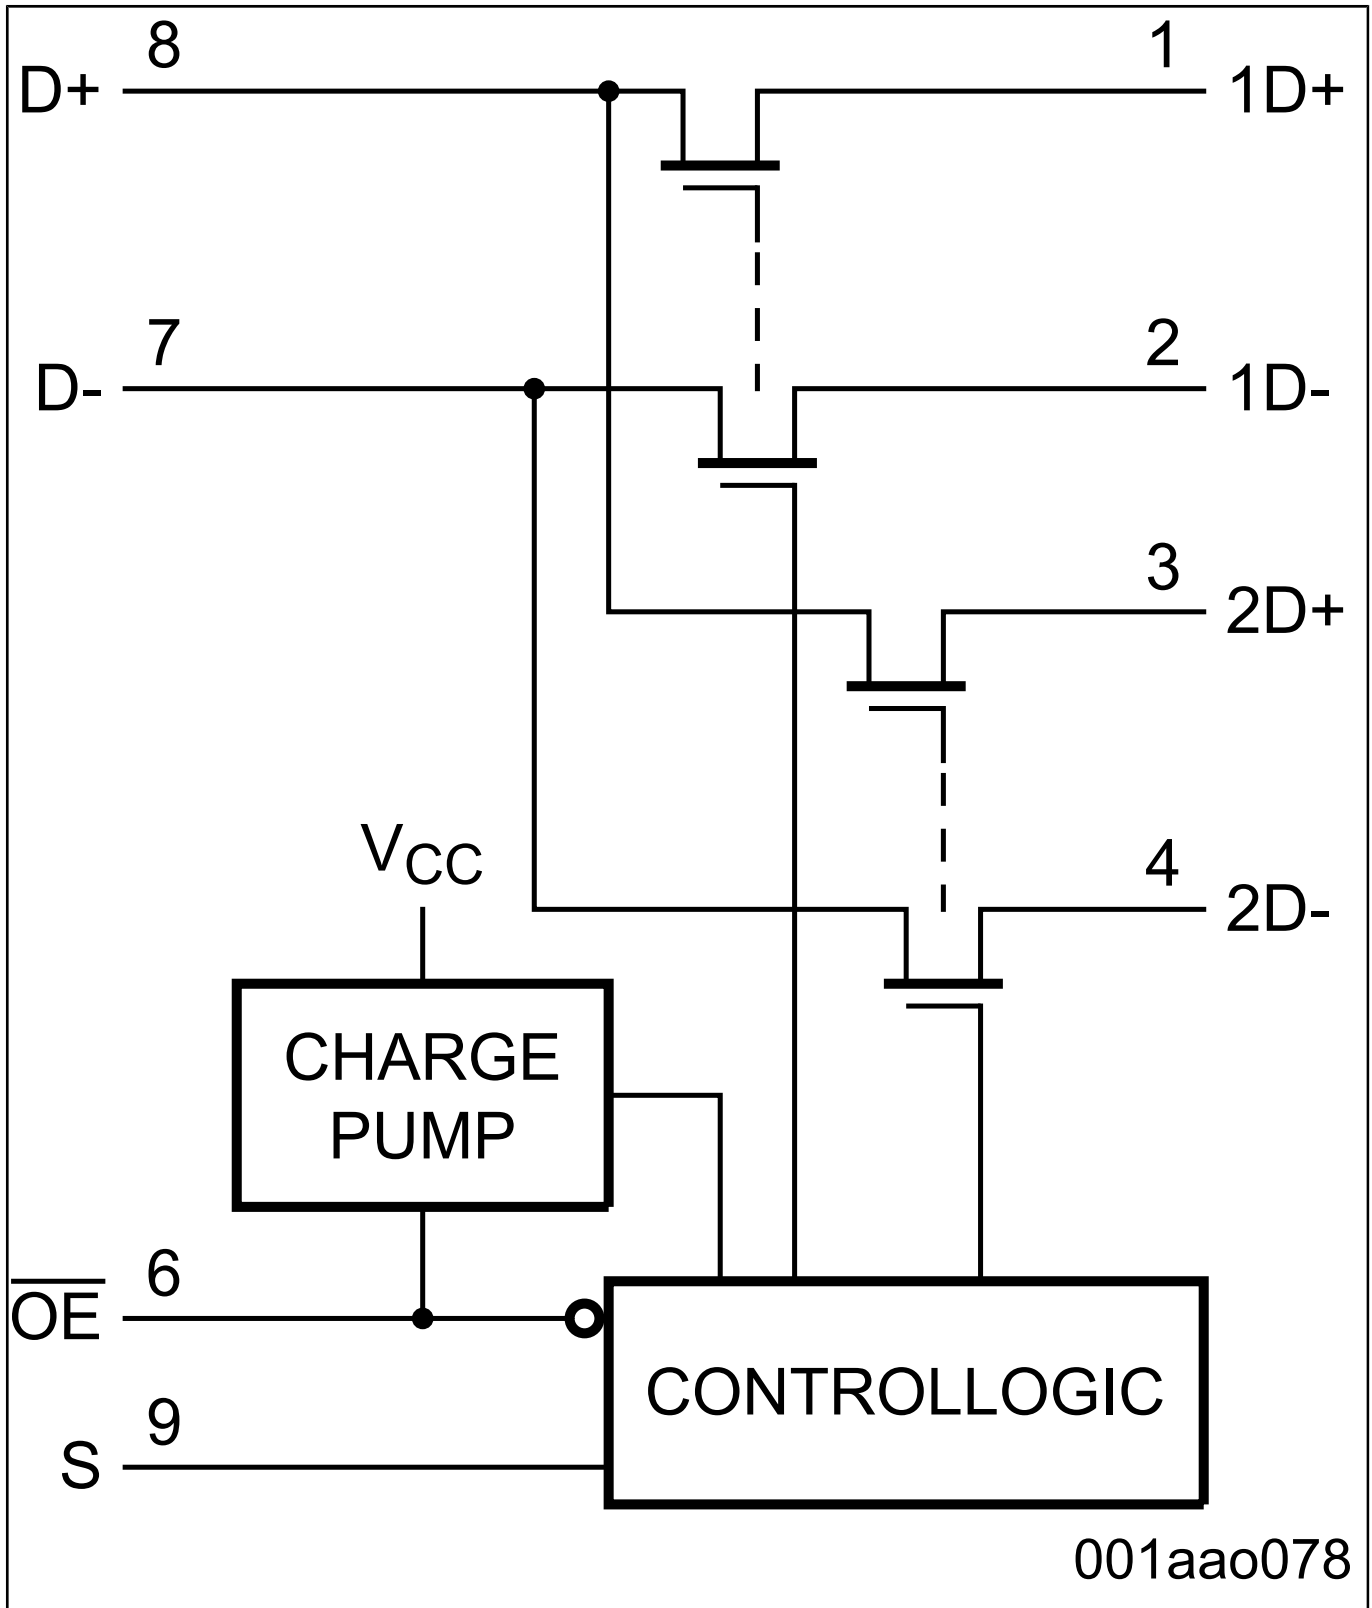 8
1
D+
1D+
7
2
D-
1D-
3
2D+
VCC
4
2D-
CHARGE
PUMP
6
OE
CONTROLLOGIC
9
S
001aao078